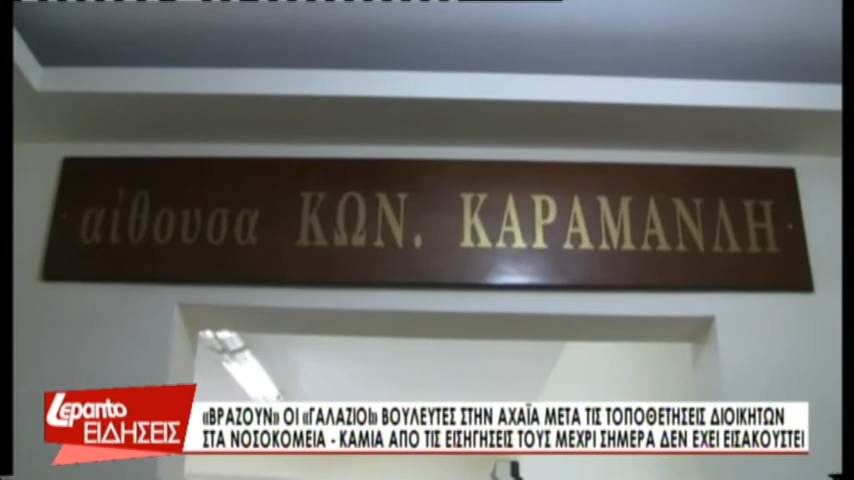 αίθουσα ΚΩΝ. ΚΑΡΑΜΑΝΛΗ
Lepanto
ΕΙΔΗΣΕΙΣ
«ΒΡΑΖΟΥΝ» ΟΙ «ΓΑΛΑΖΙΟΙ» ΒΟΥΛΕΥΤΕΣ ΣΤΗΝ ΑΧΑΪΑ ΜΕΤΑ ΤΙΣ ΤΟΠΟΘΕΤΗΣΕΙΣ ΔΙΟΙΚΗΤΩΝ
ΣΤΑ ΝΟΣΟΚΟΜΕΙΑ - ΚΑΜΙΑ ΑΠΟ ΤΙΣ ΕΙΣΗΓΗΣΕΙΣ ΤΟΥΣ ΜΕΧΡΙ ΣΗΜΕΡΑ ΔΕΝ ΕΧΕΙ ΕΙΣΑΚΟΥΣΤΕΙ